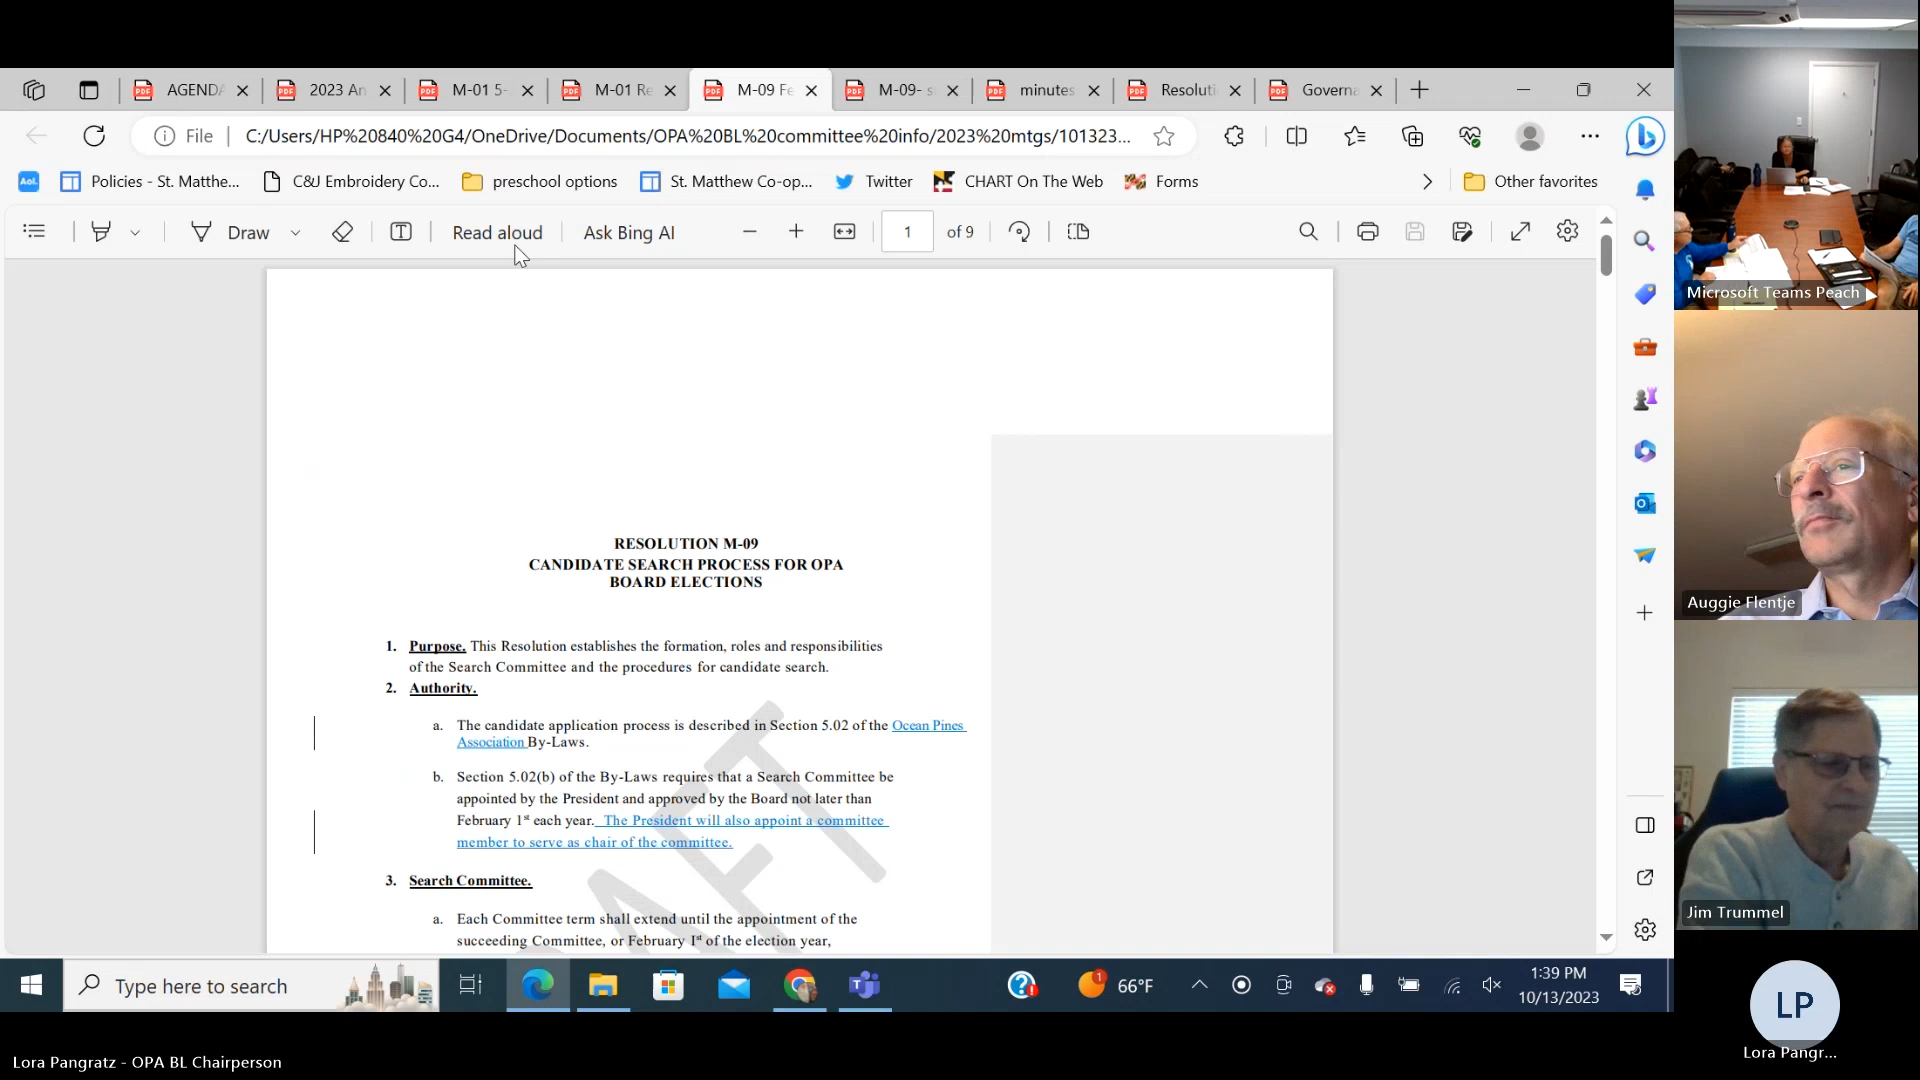 AGENDA
2023 An
M-01 5-
M-01 Re
M-09 Fe
M-09- s
minutes
Resoluti
Governa
File
C:/Users/HP%20840%20G4/OneDrive/Documents/OPA%20BL%20committee%20info/2023%20mtgs/101323...
Aol.
Policies - St. Matthe...
C&J Embroidery Co...
preschool options
St. Matthew Co-op...
Twitter
CHART On The Web
Forms
Other favorites
Draw
Read aloud
Ask Bing AI
1
of 9
RESOLUTION M-09
CANDIDATE SEARCH PROCESS FOR OPA
BOARD ELECTIONS
1. Purpose. This Resolution establishes the formation, roles and responsibilities
of the Search Committee and the procedures for candidate search.
2. Authority.
a. The candidate application process is described in Section 5.02 of the Ocean Pines
Association By-Laws.
b. Section 5.02(b) of the By-Laws requires that a Search Committee be
appointed by the President and approved by the Board not later than
February 1st each year. The President will also appoint a committee
member to serve as chair of the committee.
3. Search Committee.
a. Each Committee term shall extend until the appointment of the
succeeding Committee, or February 1st of the election year,
Type here to search
1
66°F
1:39 PM
10/13/2023
Microsoft Teams Peach
Auggie Flentje
Jim Trummel
LP
Lora Pangr...
Lora Pangratz - OPA BL Chairperson